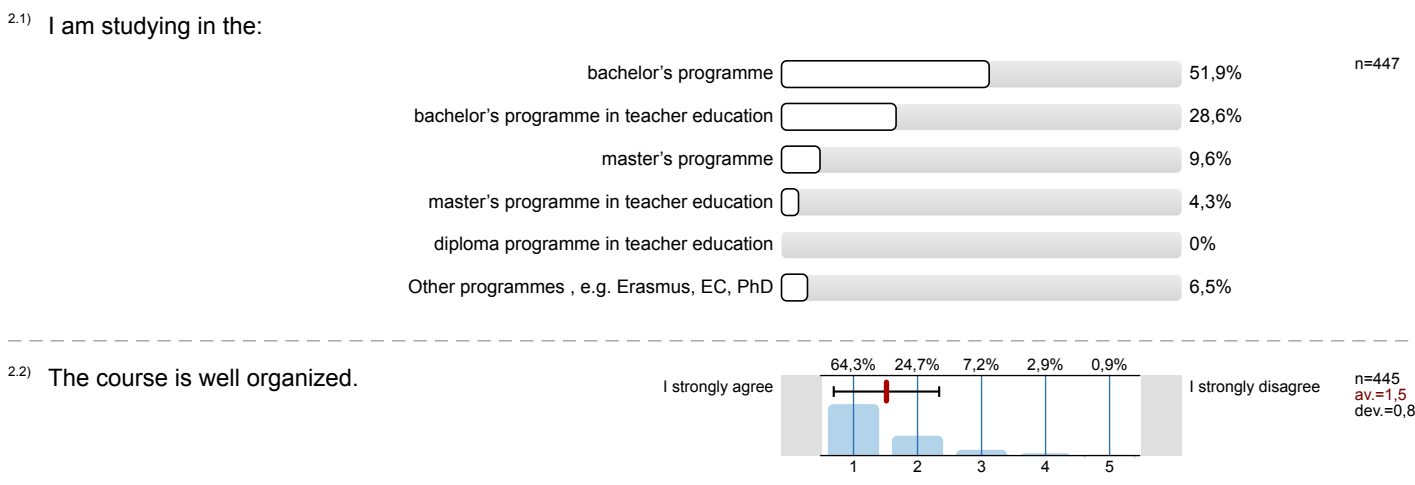 2.1) I am studying in the:
bachelor's programme 51,9% n=447
bachelor's programme in teacher education 28,6%
master's programme 9,6%
master's programme in teacher education 4,3%
diploma programme in teacher education 0%
Other programmes , e.g. Erasmus, EC, PhD 6,5%
2.2) The course is well organized.
64,3% 24,7% 7,2% 2,9% 0,9%
I strongly agree I strongly disagree
n=445
av.=1,5
dev.=0,8
1 2 3 4 5